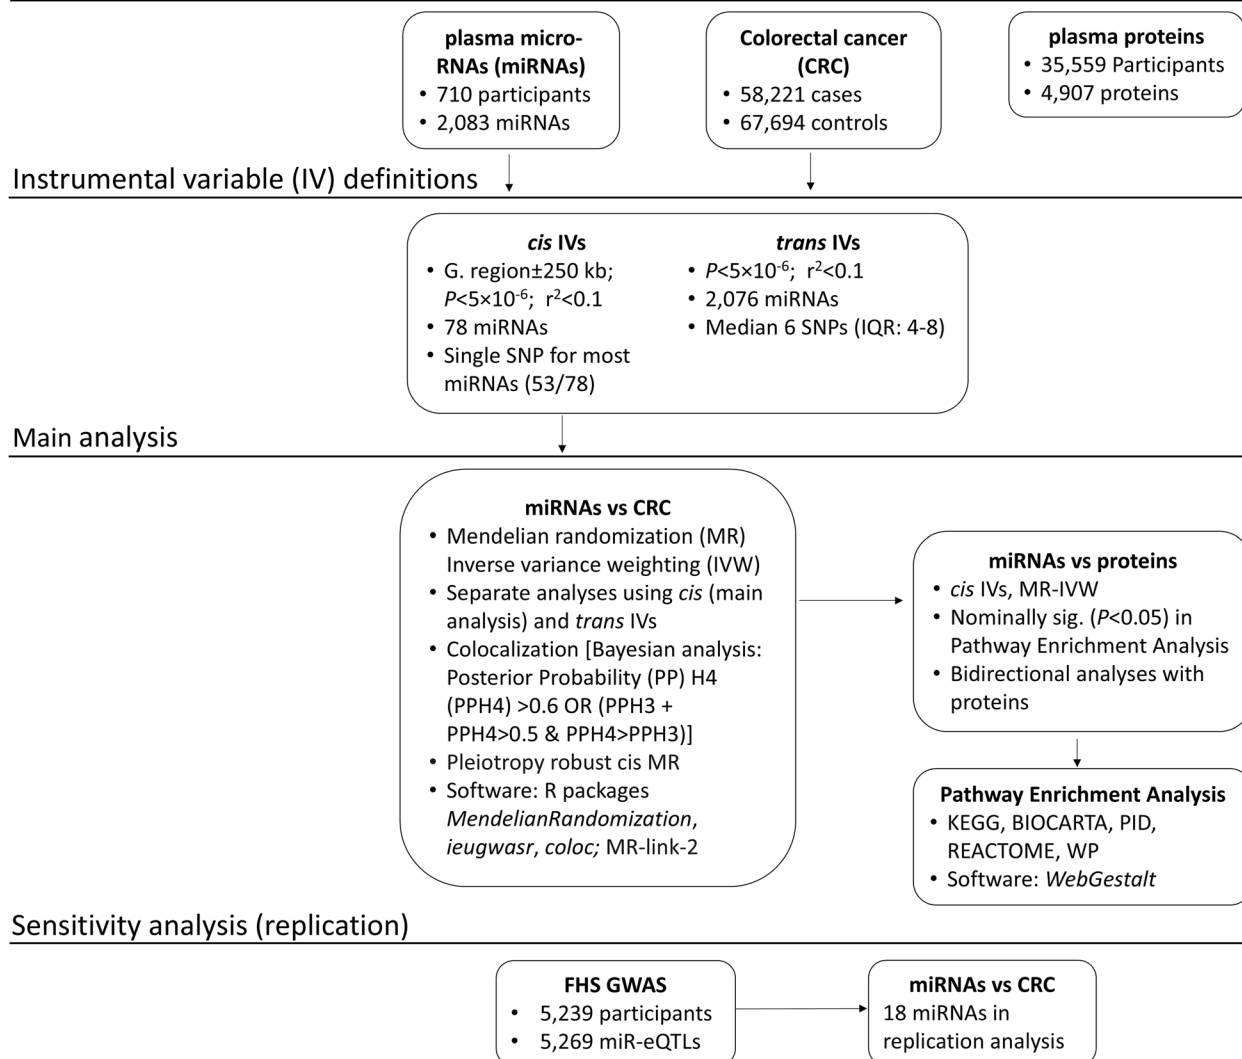 plasma micro-
RNAs (miRNAs)
• 710 participants
• 2,083 miRNAs
Colorectal cancer
(CRC)
• 58,221 cases
• 67,694 controls
plasma proteins
• 35,559 Participants
• 4,907 proteins
Instrumental variable (IV) definitions
cis IVs
• G. region±250 kb;
P<5×10⁻⁶; r²<0.1
• 78 miRNAs
• Single SNP for most
miRNAs (53/78)
trans IVs
• P<5×10⁻⁶; r²<0.1
• 2,076 miRNAs
• Median 6 SNPs (IQR: 4-8)
Main analysis
miRNAs vs CRC
• Mendelian randomization (MR)
Inverse variance weighting (IVW)
• Separate analyses using cis (main
analysis) and trans IVs
• Colocalization [Bayesian analysis:
Posterior Probability (PP) H4
(PPH4) >0.6 OR (PPH3 +
PPH4>0.5 & PPH4>PPH3)]
• Pleiotropy robust cis MR
• Software: R packages
MendelianRandomization,
ieugwasr, coloc; MR-link-2
miRNAs vs proteins
• cis IVs, MR-IVW
• Nominally sig. (P<0.05) in
Pathway Enrichment Analysis
• Bidirectional analyses with
proteins
Pathway Enrichment Analysis
• KEGG, BIOCARTA, PID,
REACTOME, WP
• Software: WebGestalt
Sensitivity analysis (replication)
FHS GWAS
• 5,239 participants
• 5,269 miR-eQTLs
miRNAs vs CRC
18 miRNAs in
replication analysis